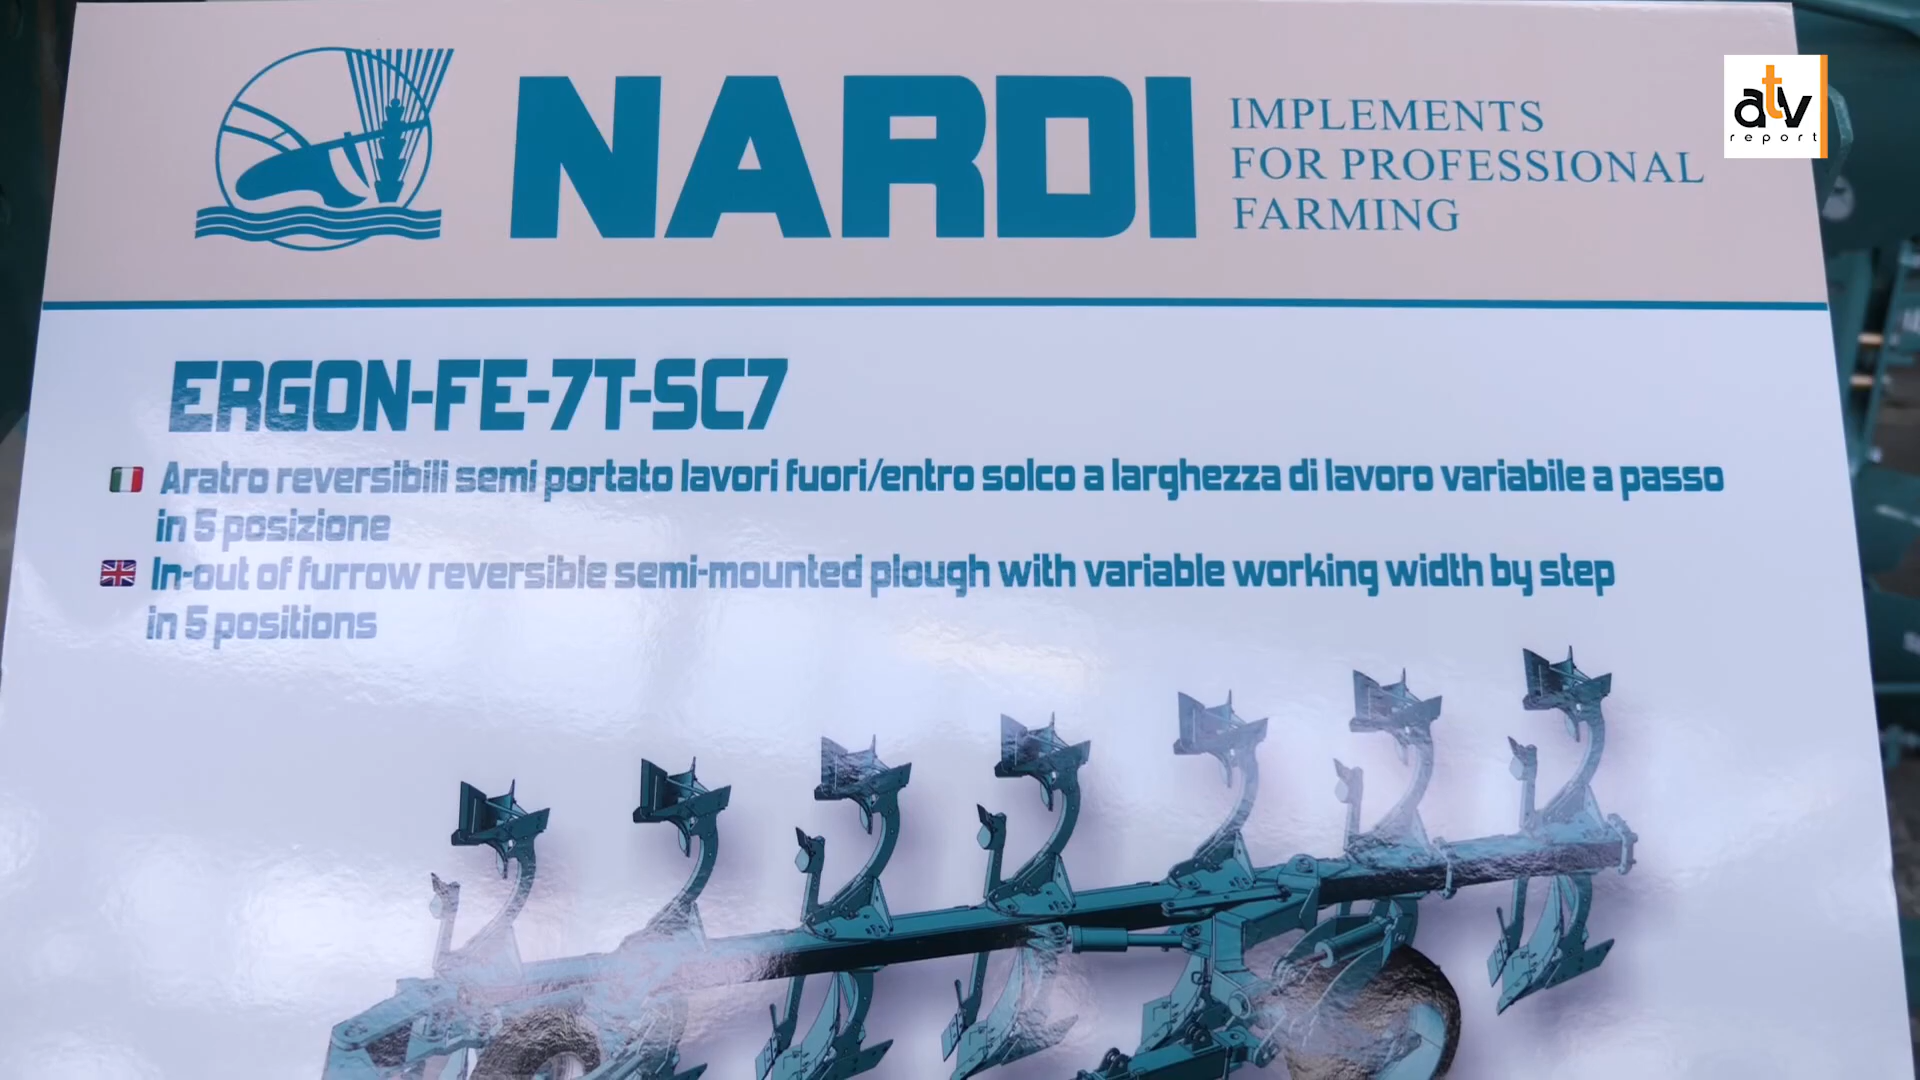 NARDI
IMPLEMENTS
FOR PROFESSIONAL
FARMING
atv
report
ERGON-FE-7T-SC7
Aratro reversibili semi portato lavori fuori/entro solco a larghezza di lavoro variabile a passo
in 5 posizione
In-out of furrow reversible semi-mounted plough with variable working width by step
in 5 positions